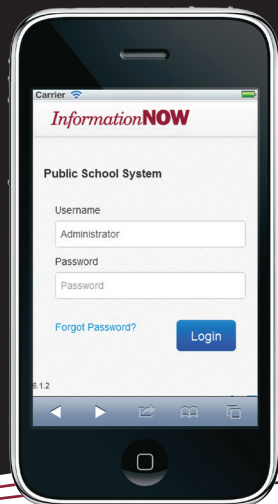 Carrier
InformationNOW
Public School System
Username
Administrator
Password
Password
Forgot Password?
Login
6.1.2